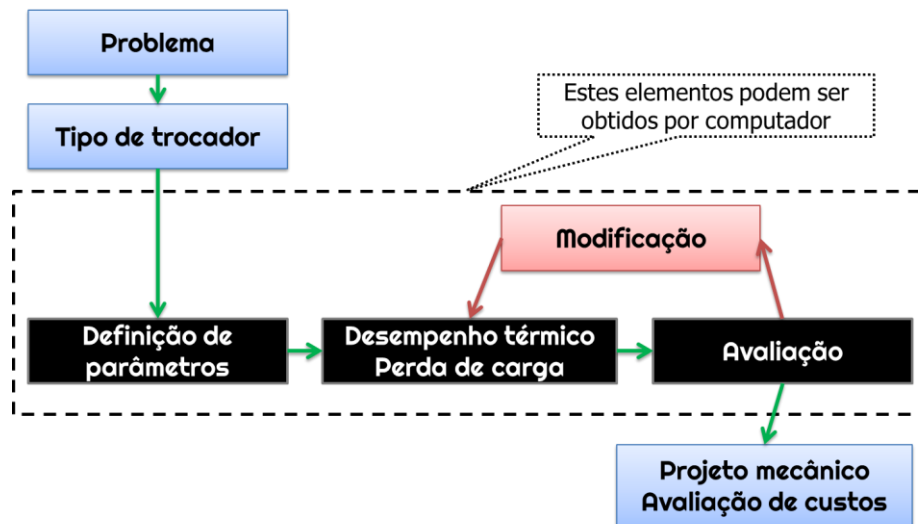 Problema
Estes elementos podem ser
obtidos por computador
Tipo de trocador
Modificação
Definição de
parâmetros
Desempenho térmico
Perda de carga
Avaliação
Projeto mecânico
Avaliação de custos